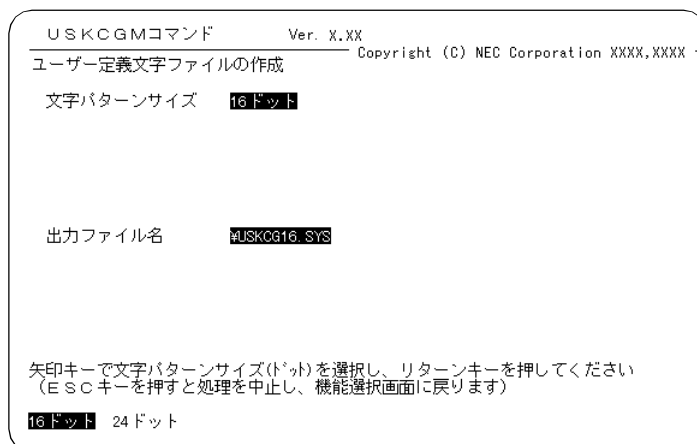 ＵＳＫＣＧＭコマンド Ver. X.XX
Copyright (C) NEC Corporation XXXX,XXXX
ユーザー定義文字ファイルの作成
文字パターンサイズ 16ドット
出力ファイル名 ¥USKCG16.SYS
矢印キーで文字パターンサイズ(ﾄﾞｯﾄ)を選択し、リターンキーを押してください
（ＥＳＣキーを押すと処理を中止し、機能選択画面に戻ります）
16ドット 24ドット